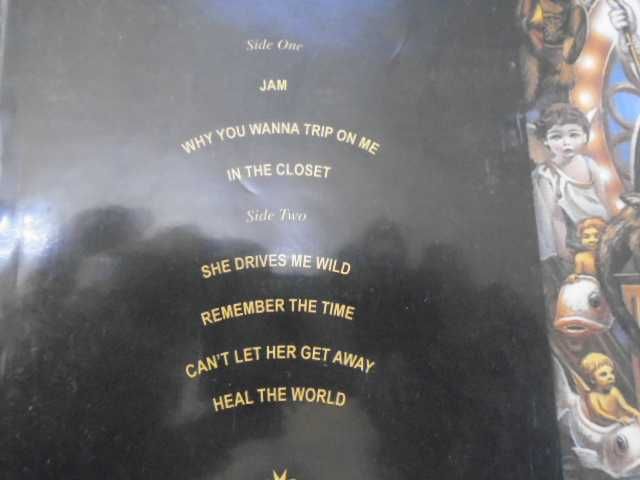 Side One
JAM
WHY YOU WANNA TRIP ON ME
IN THE CLOSET
Side Two
SHE DRIVES ME WILD
REMEMBER THE TIME
CAN'T LET HER GET AWAY
HEAL THE WORLD